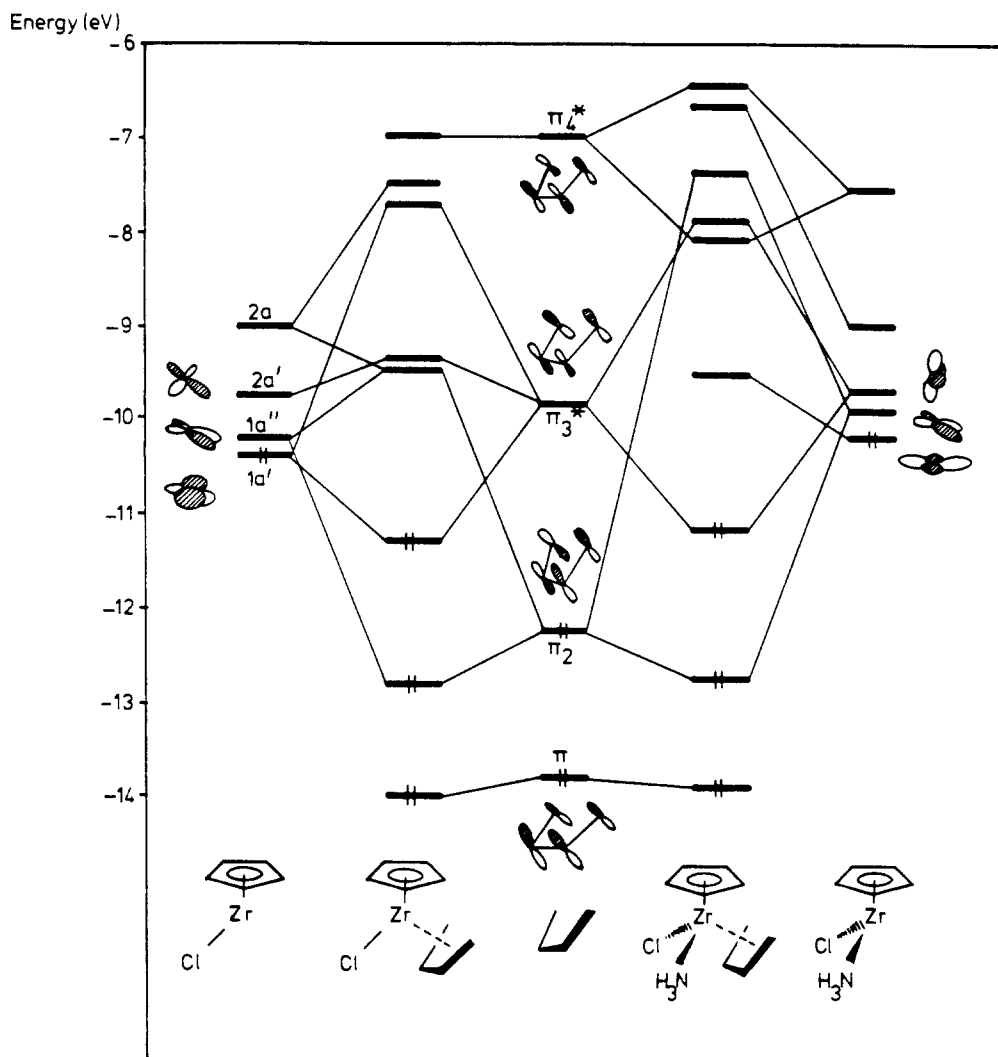 Energy (eV)
-6
-7
-8
-9
-10
-11
-12
-13
-14
π4*
2a
2a'
1a"
1a'
π3*
π2
π
Zr
Cl
Zr
Cl
Zr
Cl
H3N
Zr
Cl
H3N